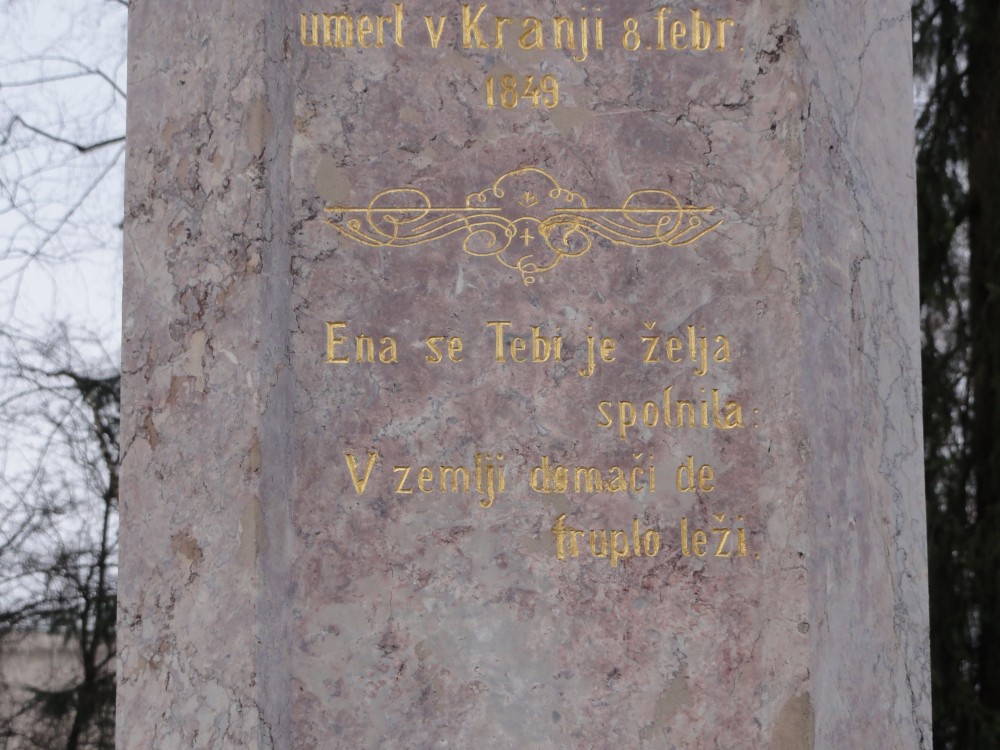 umerl v Kranji 8. febr.
1849
Ena se Tebi je želja
spolnila:
V zemlji domači de
truplo leži.